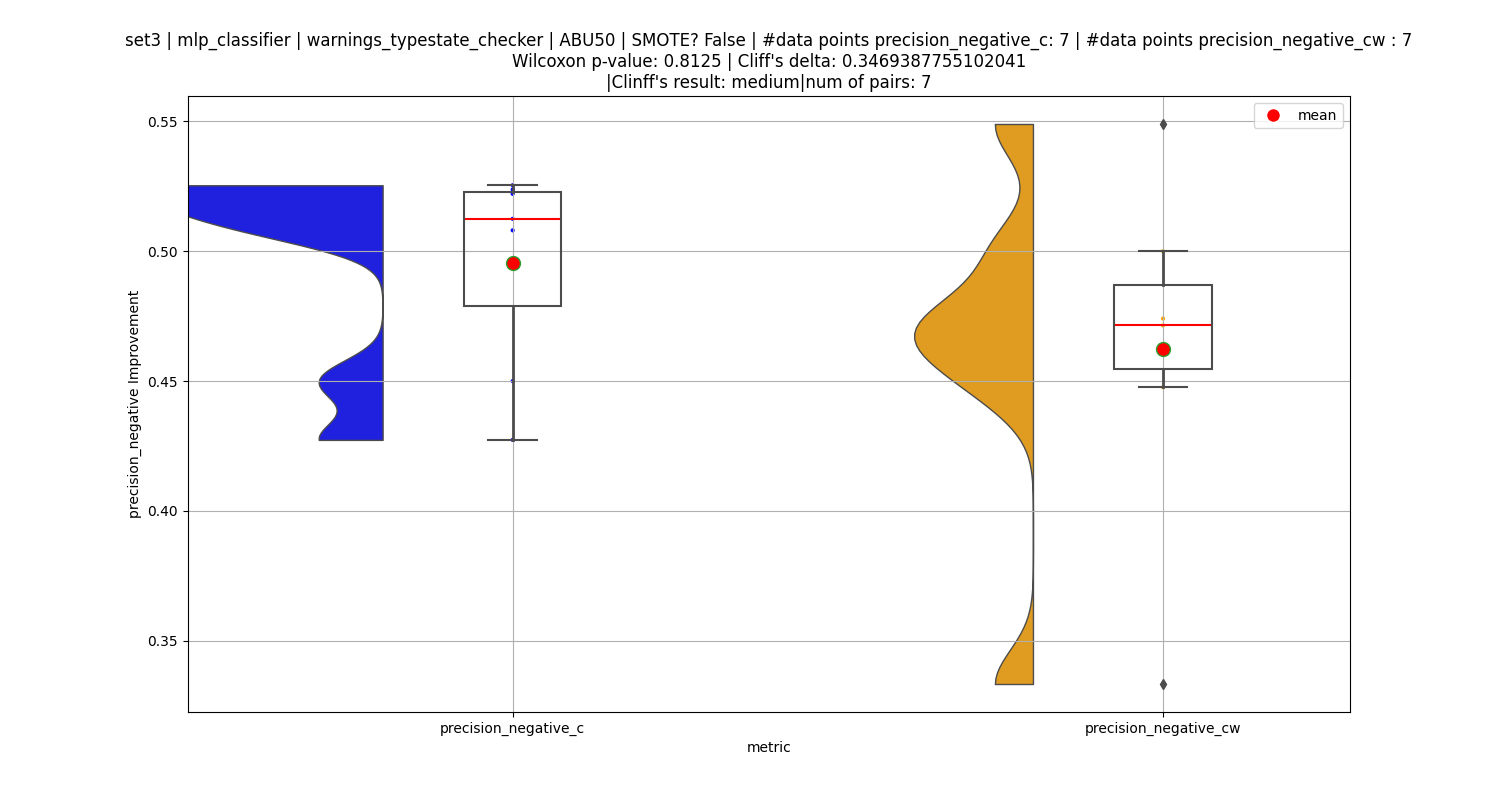 set3 | mlp_classifier | warnings_typestate_checker | ABU50 | SMOTE? False | #data points precision_negative_c: 7 | #data points precision_negative_cw : 7
Wilcoxon p-value: 0.8125 | Cliff's delta: 0.3469387755102041
|Clinff's result: medium|num of pairs: 7
mean
0.55
0.50
0.45
0.40
0.35
precision_negative Improvement
precision_negative_c
precision_negative_cw
metric